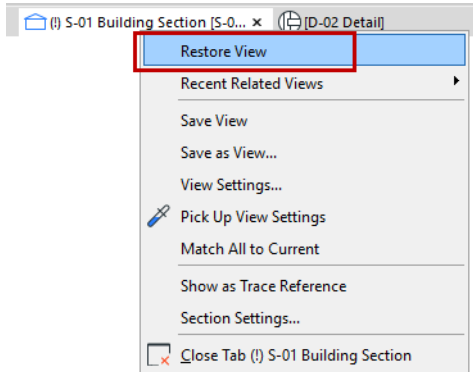 (!) S-01 Building Section [S-0... × [D-02 Detail]
Restore View
Recent Related Views
Save View
Save as View...
View Settings...
Pick Up View Settings
Match All to Current
Show as Trace Reference
Section Settings...
Close Tab (!) S-01 Building Section